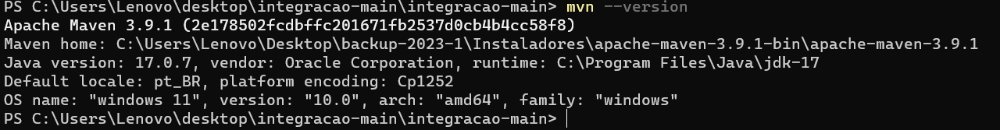 PS C:\Users\Lenovo\desktop\integracao-main\integracao-main> mvn --version
Apache Maven 3.9.1 (2e178502fcdbffc201671fb2537d0cb4b4cc58f8)
Maven home: C:\Users\Lenovo\Desktop\backup-2023-1\Instaladores\apache-maven-3.9.1-bin\apache-maven-3.9.1
Java version: 17.0.7, vendor: Oracle Corporation, runtime: C:\Program Files\Java\jdk-17
Default locale: pt_BR, platform encoding: Cp1252
OS name: "windows 11", version: "10.0", arch: "amd64", family: "windows"
PS C:\Users\Lenovo\desktop\integracao-main\integracao-main>